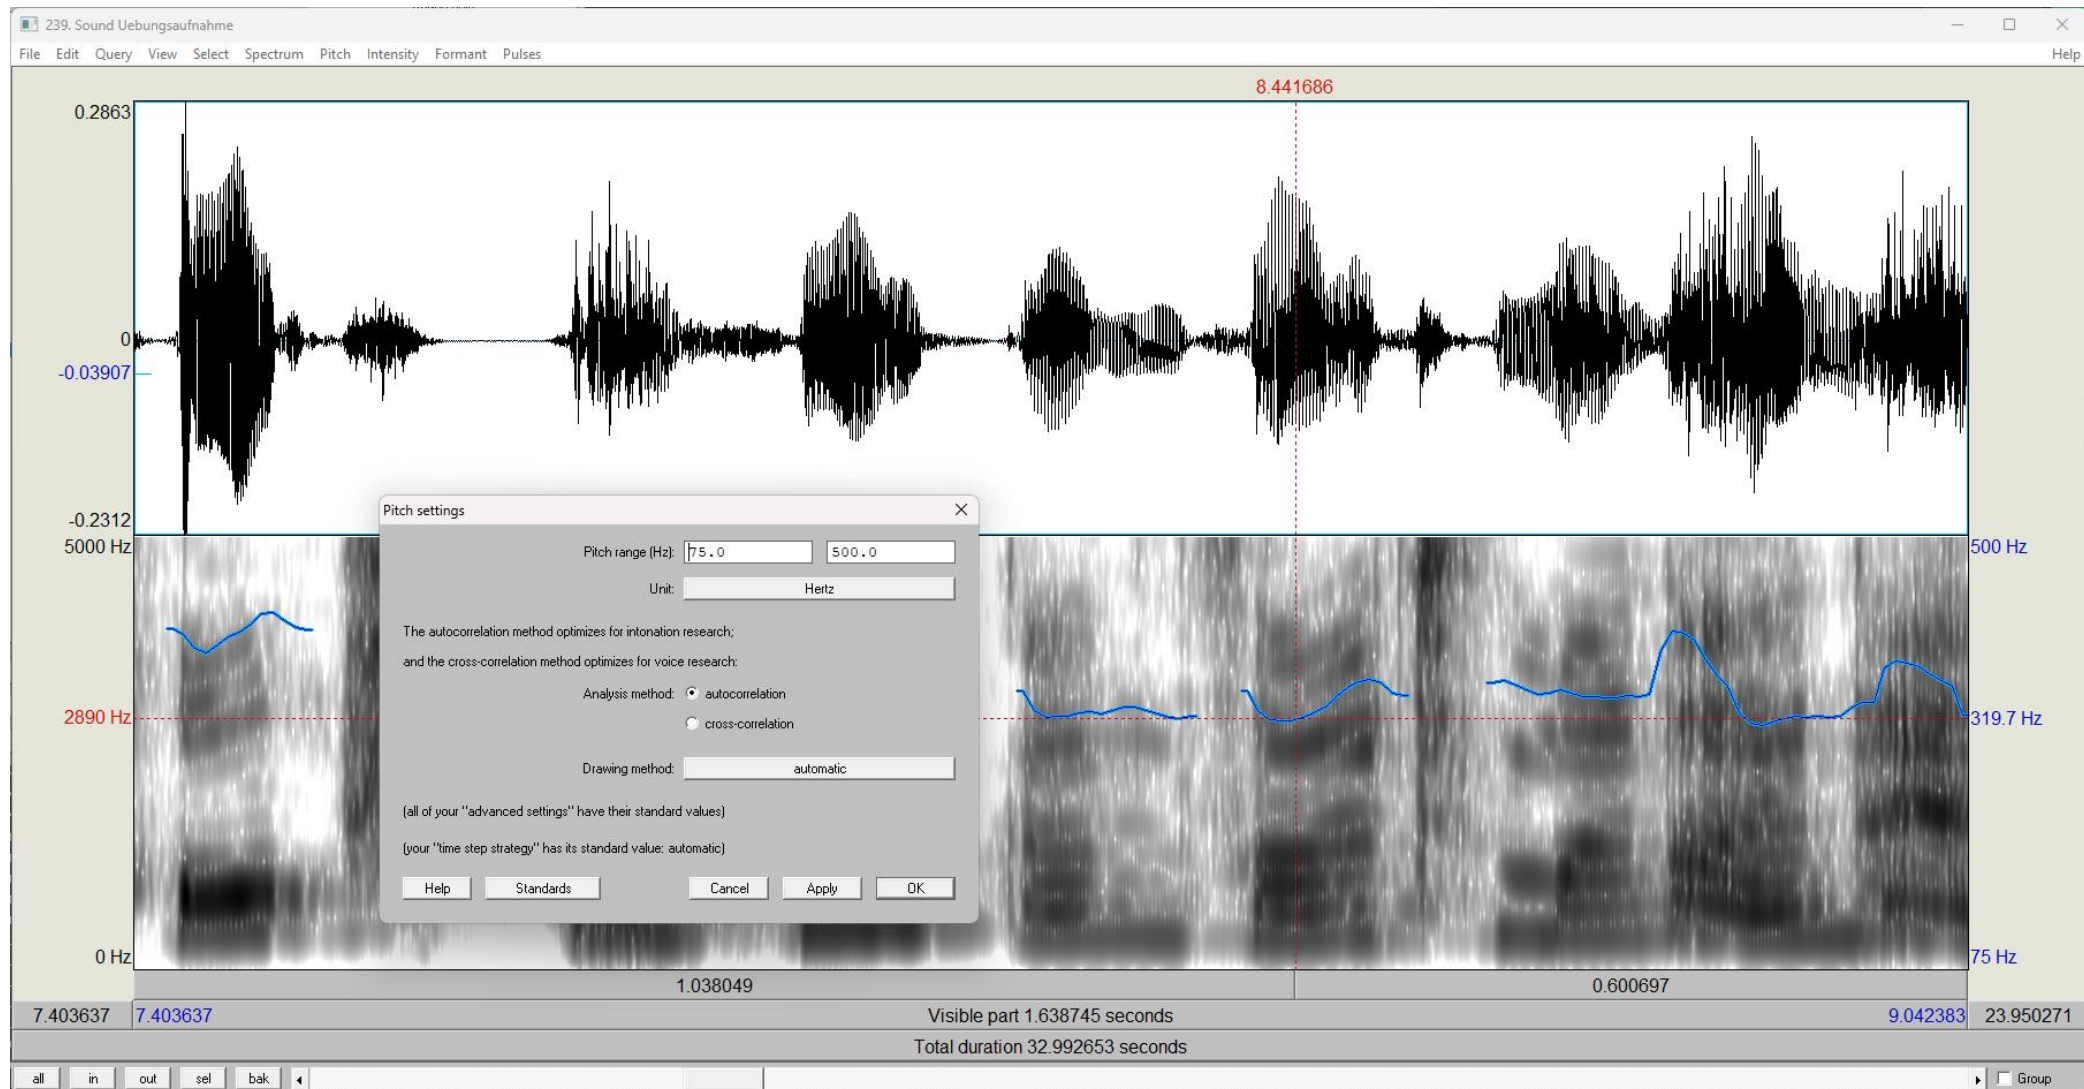 239. Sound Uebungsaufnahme
File Edit Query View Select Spectrum Pitch Intensity Formant Pulses Help
8.441686
0.2863
0
-0.03907
-0.2312
5000 Hz
500 Hz
2890 Hz
319.7 Hz
0 Hz
75 Hz
Pitch settings
Pitch range (Hz): 75.0 500.0
Unit: Hertz
The autocorrelation method optimizes for intonation research;
and the cross-correlation method optimizes for voice research:
Analysis method: autocorrelation
cross-correlation
Drawing method: automatic
(all of your "advanced settings" have their standard values)
(your "time step strategy" has its standard value: automatic)
Help Standards Cancel Apply OK
1.038049 0.600697
7.403637 7.403637 Visible part 1.638745 seconds 9.042383 23.950271
Total duration 32.992653 seconds
all in out sel bak Group